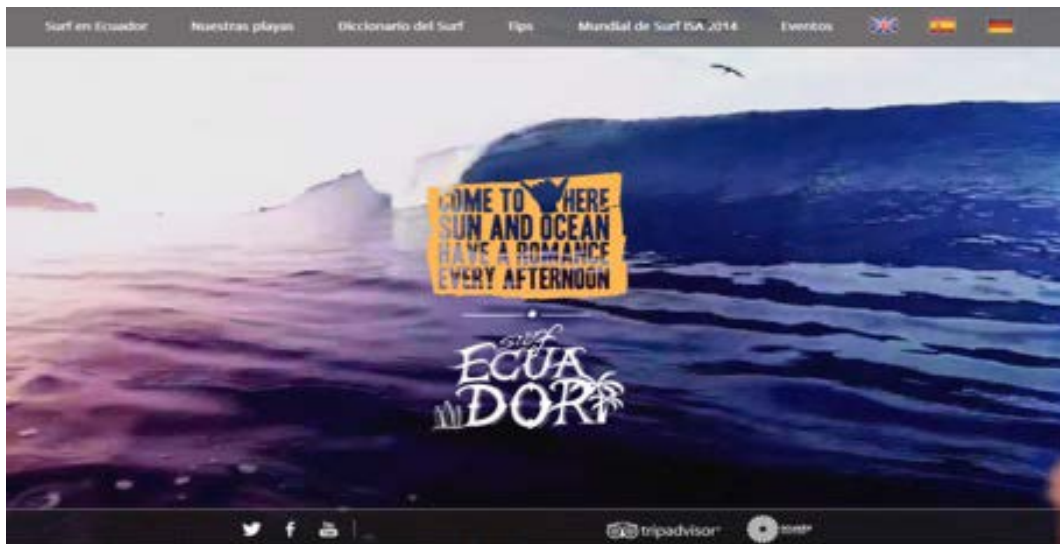 Surf en Ecuador Nuestras playas Diccionario del Surf Tips Mundial de Surf ISA 2014 Eventos
COME TO WHERE
SUN AND OCEAN
HAVE A ROMANCE
EVERY AFTERNOON
surf
ECUA
DOR
tripadvisor